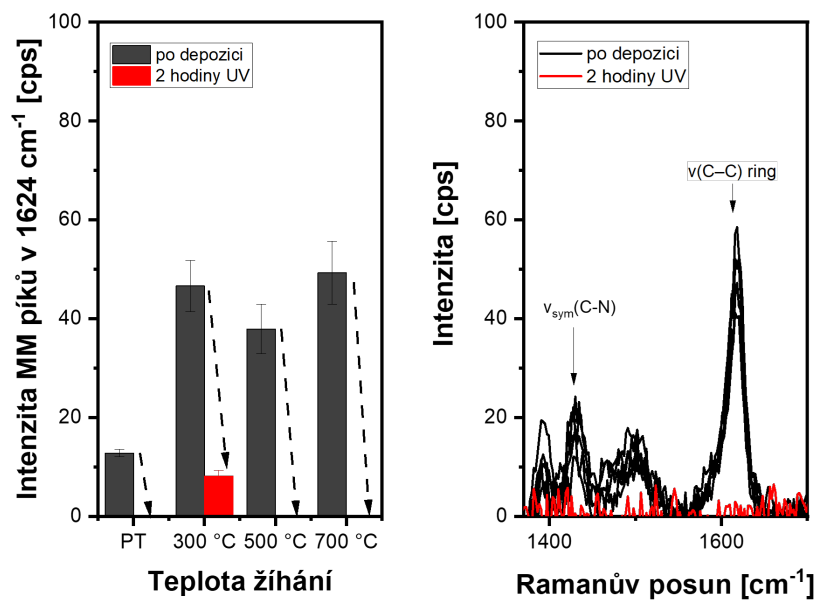 Intenzita MM píků v 1624 cm⁻¹ [cps]
100
80
60
40
20
0
po depozici
2 hodiny UV
PT 300 °C 500 °C 700 °C
Teplota žíhání
Intenzita [cps]
100
80
60
40
20
0
po depozici
2 hodiny UV
ν(C–C) ring
νsym(C-N)
1400 1600
Ramanův posun [cm⁻¹]